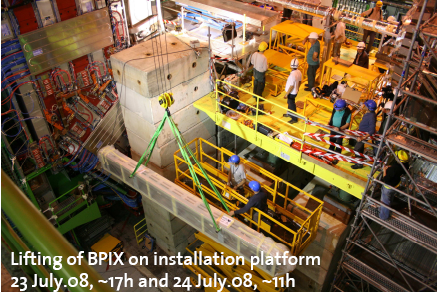 Lifting of BPIX on installation platform
23 July.08, ~17h and 24 July.08, ~11h